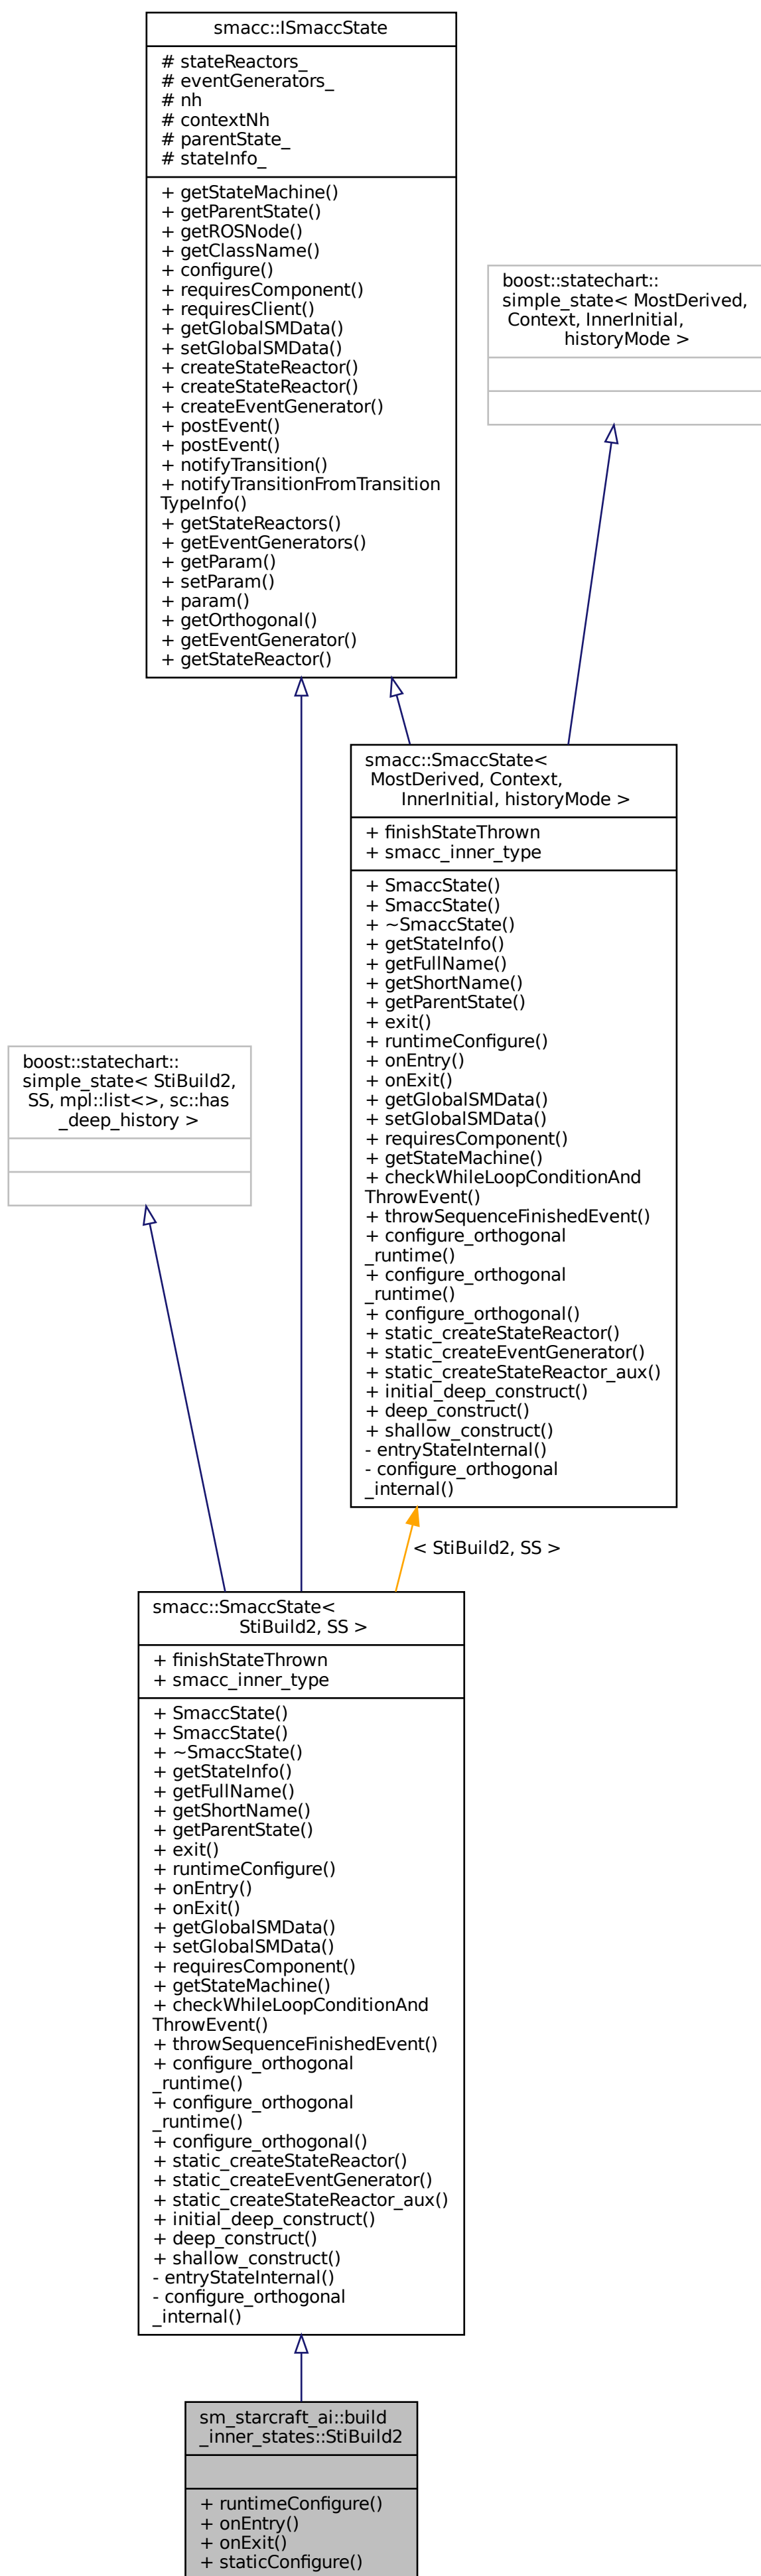 smacc::ISmaccState
# stateReactors_
# eventGenerators_
# nh
# contextNh
# parentState_
# stateInfo_
+ getStateMachine()
+ getParentState()
+ getROSNode()
+ getClassName()
+ configure()
+ requiresComponent()
+ requiresClient()
+ getGlobalSMData()
+ setGlobalSMData()
+ createStateReactor()
+ createStateReactor()
+ createEventGenerator()
+ postEvent()
+ postEvent()
+ notifyTransition()
+ notifyTransitionFromTransition
TypeInfo()
+ getStateReactors()
+ getEventGenerators()
+ getParam()
+ setParam()
+ param()
+ getOrthogonal()
+ getEventGenerator()
+ getStateReactor()
boost::statechart::
simple_state< MostDerived,
Context, InnerInitial,
historyMode >
smacc::SmaccState<
MostDerived, Context,
InnerInitial, historyMode >
+ finishStateThrown
+ smacc_inner_type
+ SmaccState()
+ SmaccState()
+ ~SmaccState()
+ getStateInfo()
+ getFullName()
+ getShortName()
+ getParentState()
+ exit()
+ runtimeConfigure()
+ onEntry()
+ onExit()
+ getGlobalSMData()
+ setGlobalSMData()
+ requiresComponent()
+ getStateMachine()
+ checkWhileLoopConditionAnd
ThrowEvent()
+ throwSequenceFinishedEvent()
+ configure_orthogonal
_runtime()
+ configure_orthogonal
_runtime()
+ configure_orthogonal()
+ static_createStateReactor()
+ static_createEventGenerator()
+ static_createStateReactor_aux()
+ initial_deep_construct()
+ deep_construct()
+ shallow_construct()
- entryStateInternal()
- configure_orthogonal
_internal()
boost::statechart::
simple_state< StiBuild2,
SS, mpl::list<>, sc::has
_deep_history >
< StiBuild2, SS >
smacc::SmaccState<
StiBuild2, SS >
+ finishStateThrown
+ smacc_inner_type
+ SmaccState()
+ SmaccState()
+ ~SmaccState()
+ getStateInfo()
+ getFullName()
+ getShortName()
+ getParentState()
+ exit()
+ runtimeConfigure()
+ onEntry()
+ onExit()
+ getGlobalSMData()
+ setGlobalSMData()
+ requiresComponent()
+ getStateMachine()
+ checkWhileLoopConditionAnd
ThrowEvent()
+ throwSequenceFinishedEvent()
+ configure_orthogonal
_runtime()
+ configure_orthogonal
_runtime()
+ configure_orthogonal()
+ static_createStateReactor()
+ static_createEventGenerator()
+ static_createStateReactor_aux()
+ initial_deep_construct()
+ deep_construct()
+ shallow_construct()
- entryStateInternal()
- configure_orthogonal
_internal()
sm_starcraft_ai::build
_inner_states::StiBuild2
+ runtimeConfigure()
+ onEntry()
+ onExit()
+ staticConfigure()